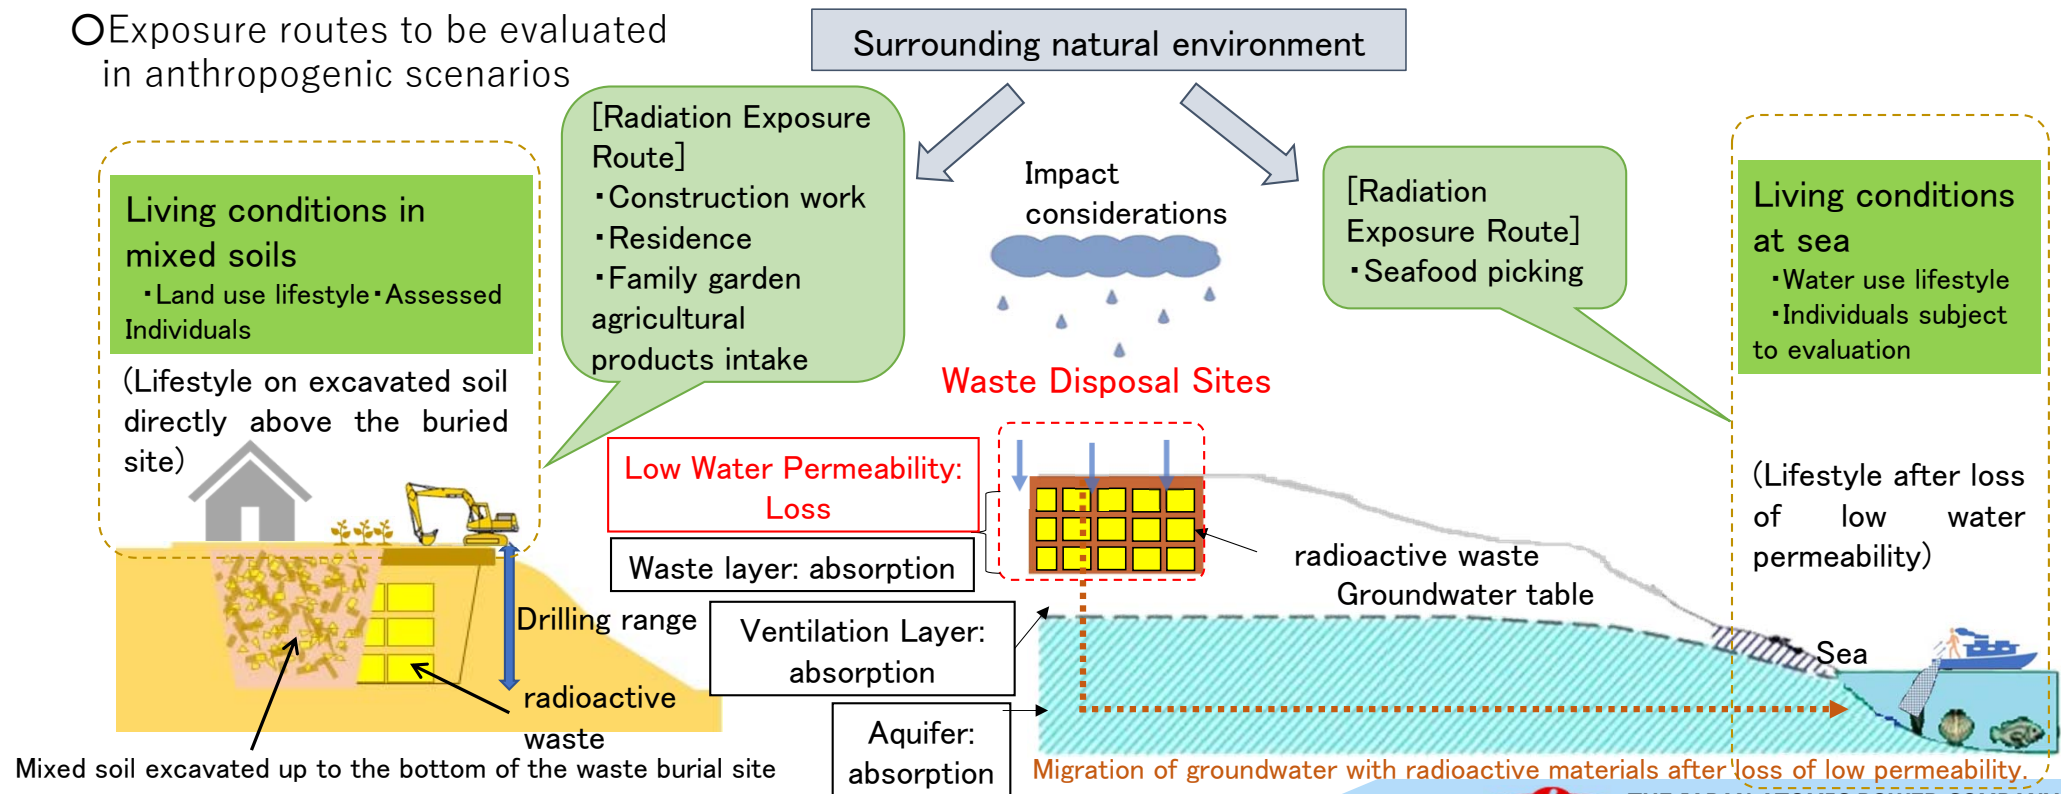 ○Exposure routes to be evaluated
in anthropogenic scenarios
Surrounding natural environment
[Radiation Exposure
Route]
・Construction work
・Residence
・Family garden
agricultural
products intake
Living conditions in
mixed soils
・Land use lifestyle・Assessed
Individuals
(Lifestyle on excavated soil
directly above the buried
site)
Drilling range
radioactive
waste
Mixed soil excavated up to the bottom of the waste burial site
Impact
considerations
Waste Disposal Sites
Low Water Permeability:
Loss
Waste layer: absorption
Ventilation Layer:
absorption
Aquifer:
absorption
radioactive waste
Groundwater table
[Radiation
Exposure Route]
・Seafood picking
Living conditions
at sea
・Water use lifestyle
・Individuals subject
to evaluation
(Lifestyle after loss
of low water
permeability)
Sea
Migration of groundwater with radioactive materials after loss of low permeability.